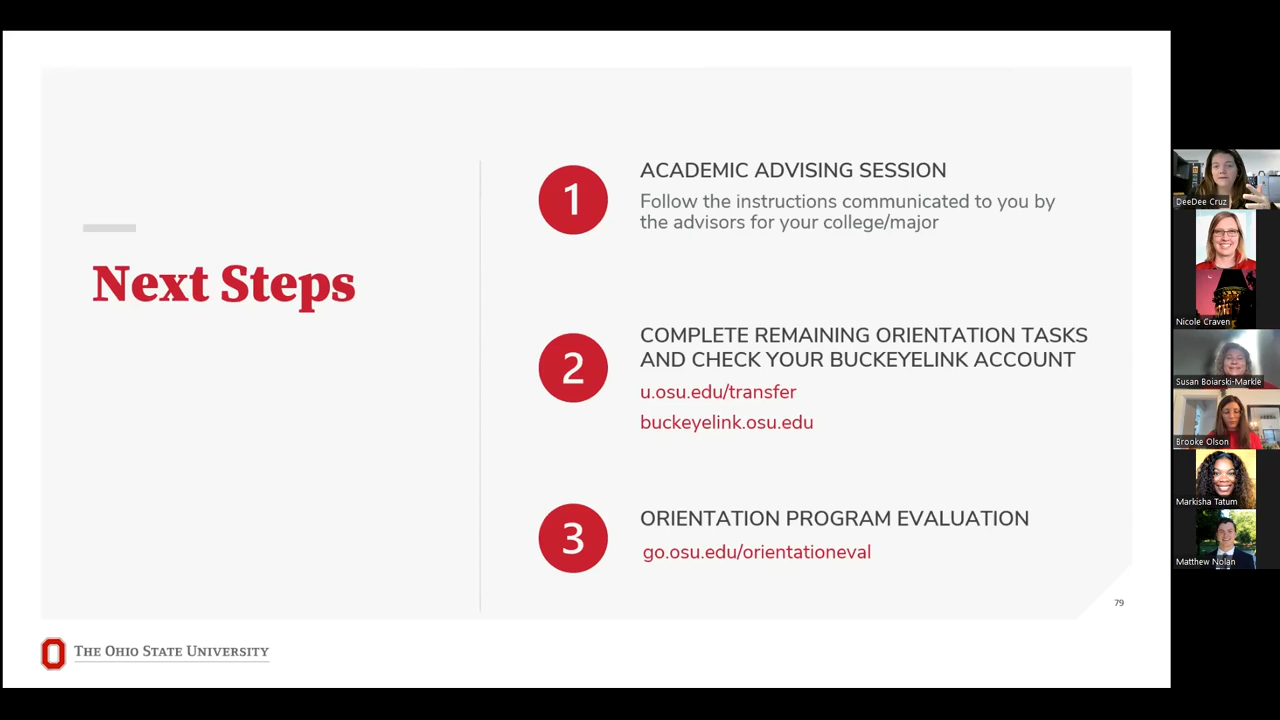 Next Steps
1
ACADEMIC ADVISING SESSION
Follow the instructions communicated to you by
the advisors for your college/major
2
COMPLETE REMAINING ORIENTATION TASKS
AND CHECK YOUR BUCKEYELINK ACCOUNT
u.osu.edu/transfer
buckeyelink.osu.edu
3
ORIENTATION PROGRAM EVALUATION
go.osu.edu/orientationeval
79
THE OHIO STATE UNIVERSITY
DeeDee Cruz
Nicole Craven
Susan Boiarski-Markle
Brooke Olson
Markisha Tatum
Matthew Nolan